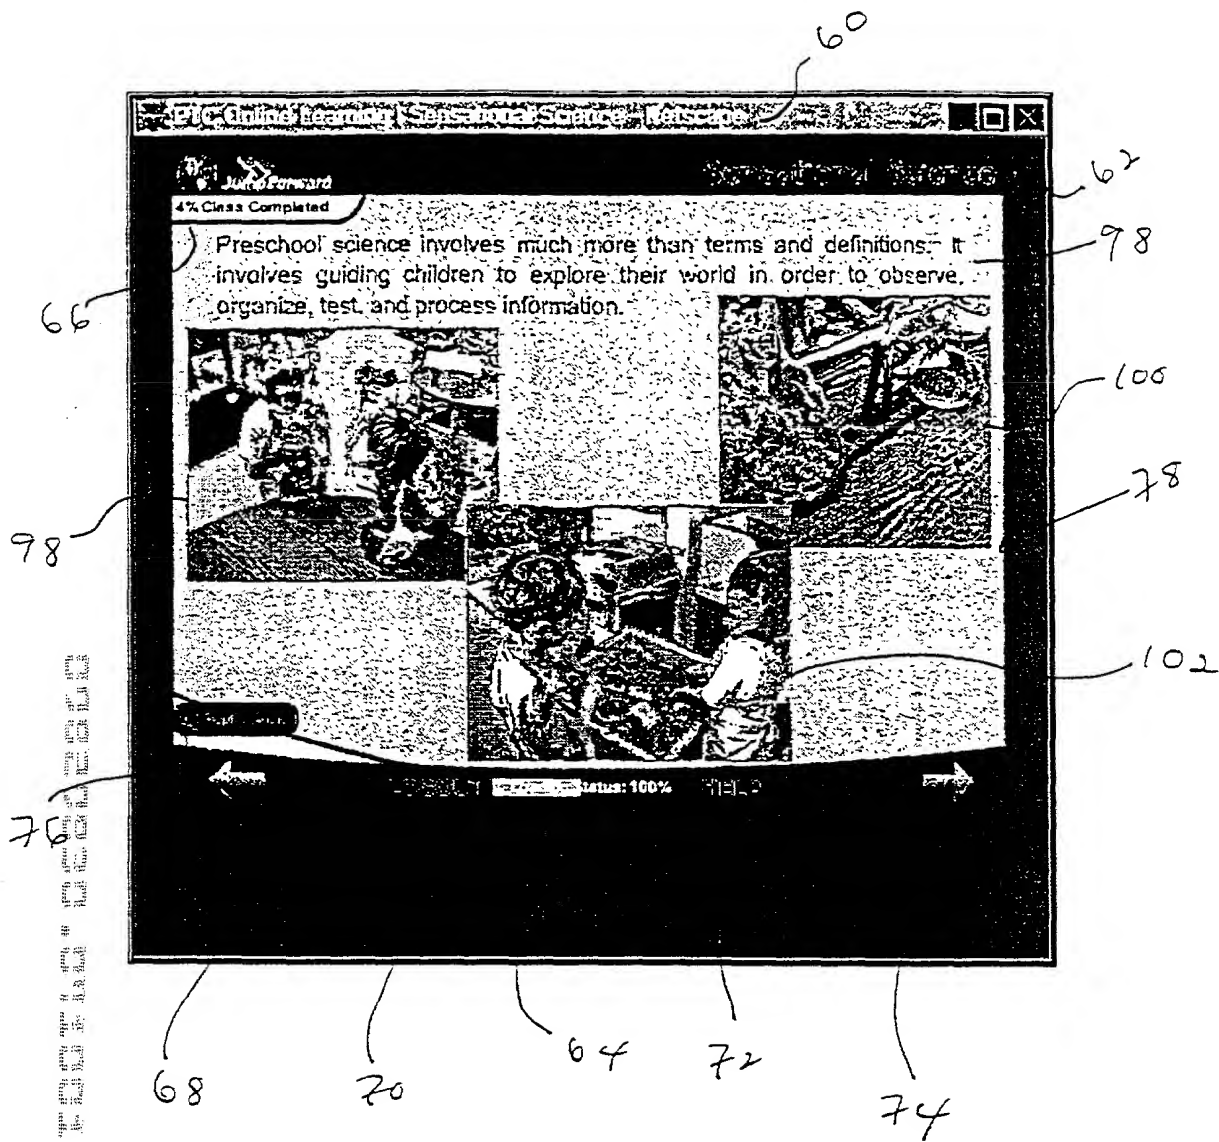 60
PTC Online Learning | Sensational Science - Netscape
JumpForward
Sensational Science
62
4% Class Completed
Preschool science involves much more than terms and definitions. It
98
involves guiding children to explore their world in order to observe,
organize, test, and process information.
66
100
78
98
102
76
LOGOUT
Status: 100%
HELP
68
70
64
72
74